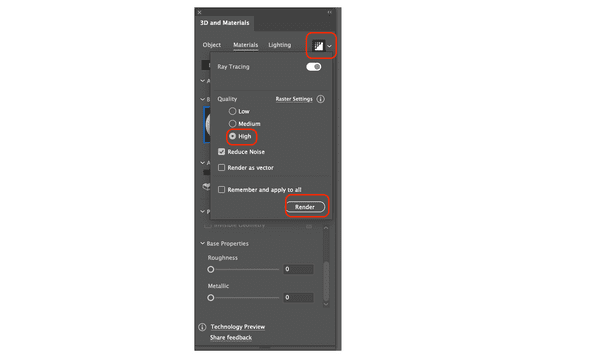 3D and Materials
Object Materials Lighting
Ray Tracing
Quality Raster Settings
Low
Medium
High
Reduce Noise
Render as vector
Remember and apply to all
Render
Base Properties
Roughness
0
Metallic
0
Technology Preview
Share feedback